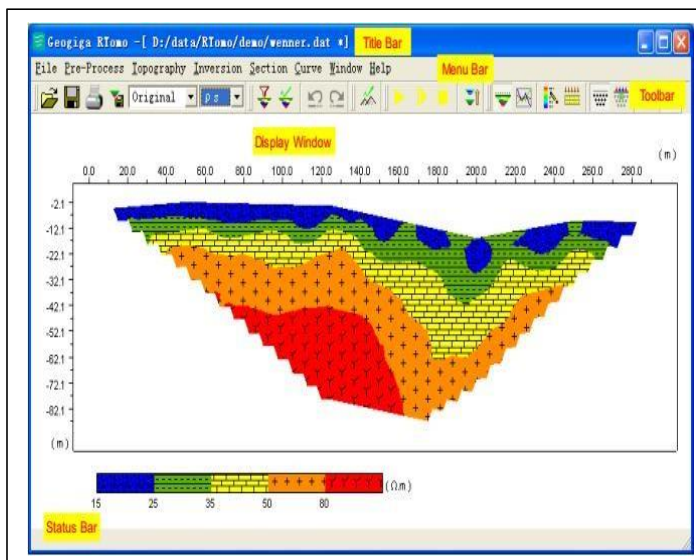 Geogiga RTomo -[ D:/data/RTomo/demo/wenner.dat *] Title Bar
File Pre-Process Topography Inversion Section Curve Window Help
Menu Bar
Original ρs
Toolbar
Display Window
(m)
0.0 20.0 40.0 60.0 80.0 100.0 120.0 140.0 160.0 180.0 200.0 220.0 240.0 260.0 280.0
-2.1
-12.1
-22.1
-32.1
-42.1
-52.1
-62.1
-72.1
-82.1
(m)
(Ω.m)
15 25 35 50 80
Status Bar